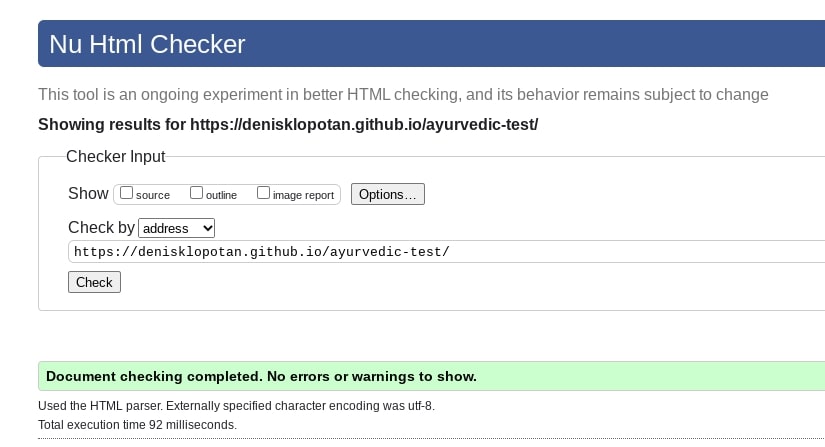 Nu Html Checker
This tool is an ongoing experiment in better HTML checking, and its behavior remains subject to change
Showing results for https://denisklopotan.github.io/ayurvedic-test/
Checker Input
Show source outline image report Options...
Check by address
https://denisklopotan.github.io/ayurvedic-test/
Check
Document checking completed. No errors or warnings to show.
Used the HTML parser. Externally specified character encoding was utf-8.
Total execution time 92 milliseconds.